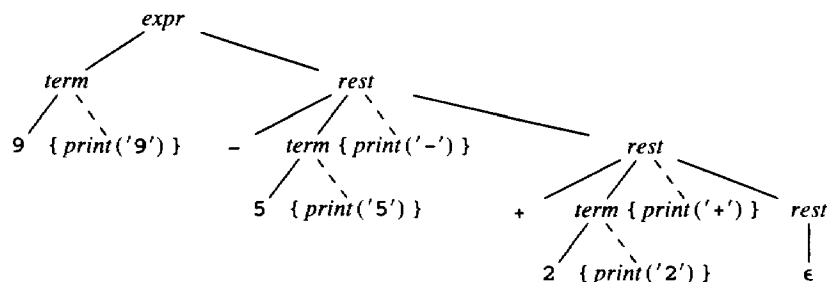 expr
term rest
9 { print('9') } - term { print('-') } rest
5 { print('5') } + term { print('+') } rest
2 { print('2') } ϵ